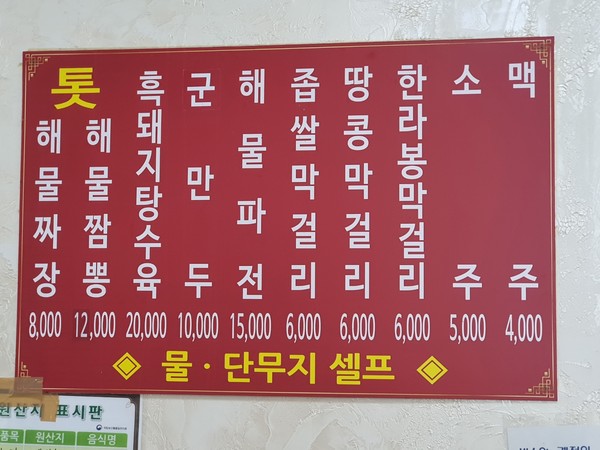 톳
해물짜장
해물짬뽕
흑돼지탕수육
군만두
해물파전
좁쌀막걸리
땅콩막걸리
한라봉막걸리
소주
맥주
8,000 12,000 20,000 10,000 15,000 6,000 6,000 6,000 5,000 4,000
물 · 단무지 셀프
원산지 표시판
품목 원산지 음식명